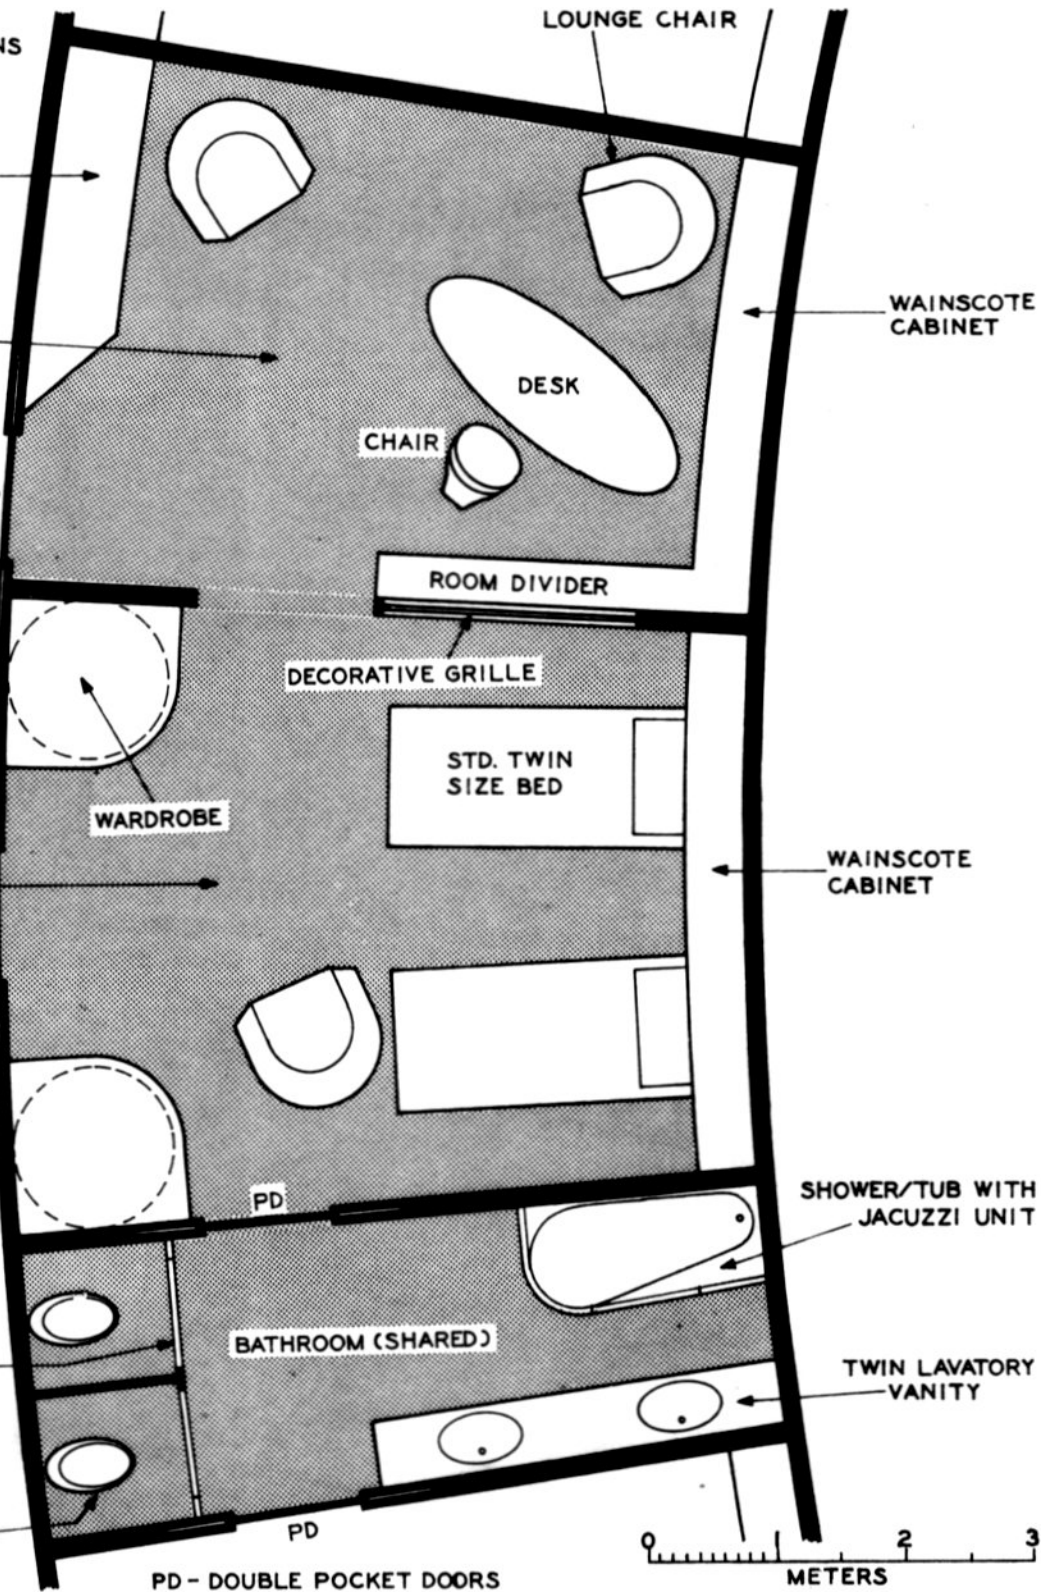 LOUNGE CHAIR
NS
WAINSCOTE
CABINET
DESK
CHAIR
ROOM DIVIDER
DECORATIVE GRILLE
STD. TWIN
SIZE BED
WARDROBE
WAINSCOTE
CABINET
PD
SHOWER/TUB WITH
JACUZZI UNIT
BATHROOM (SHARED)
TWIN LAVATORY
VANITY
PD
0 1 2 3
METERS
PD - DOUBLE POCKET DOORS